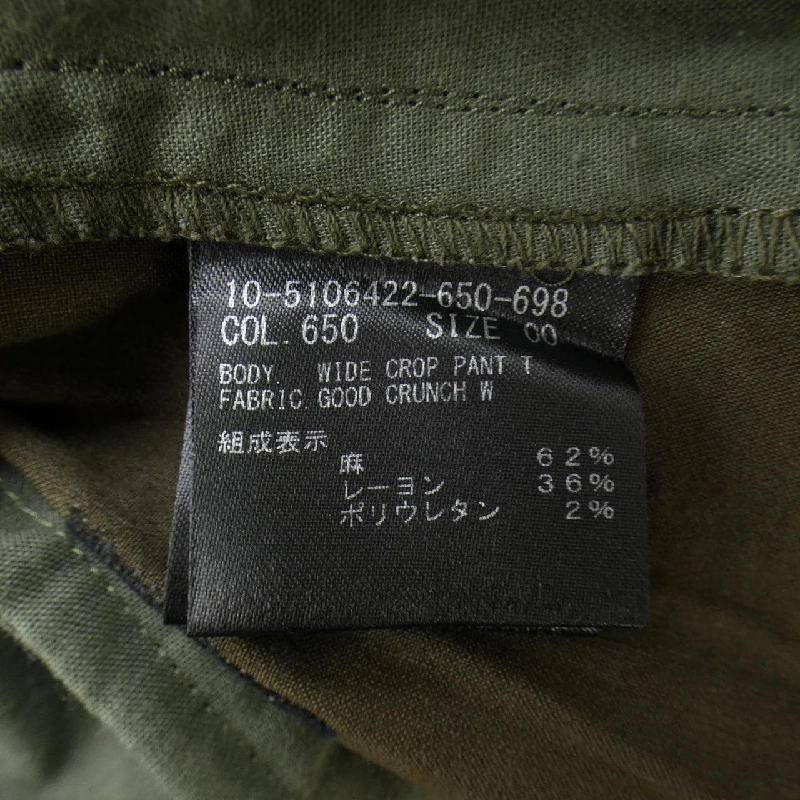 10-5106422-650-698
COL. 650 SIZE 00
BODY. WIDE CROP PANT T
FABRIC.GOOD CRUNCH W
組成表示
麻 62%
レーヨン 36%
ポリウレタン 2%